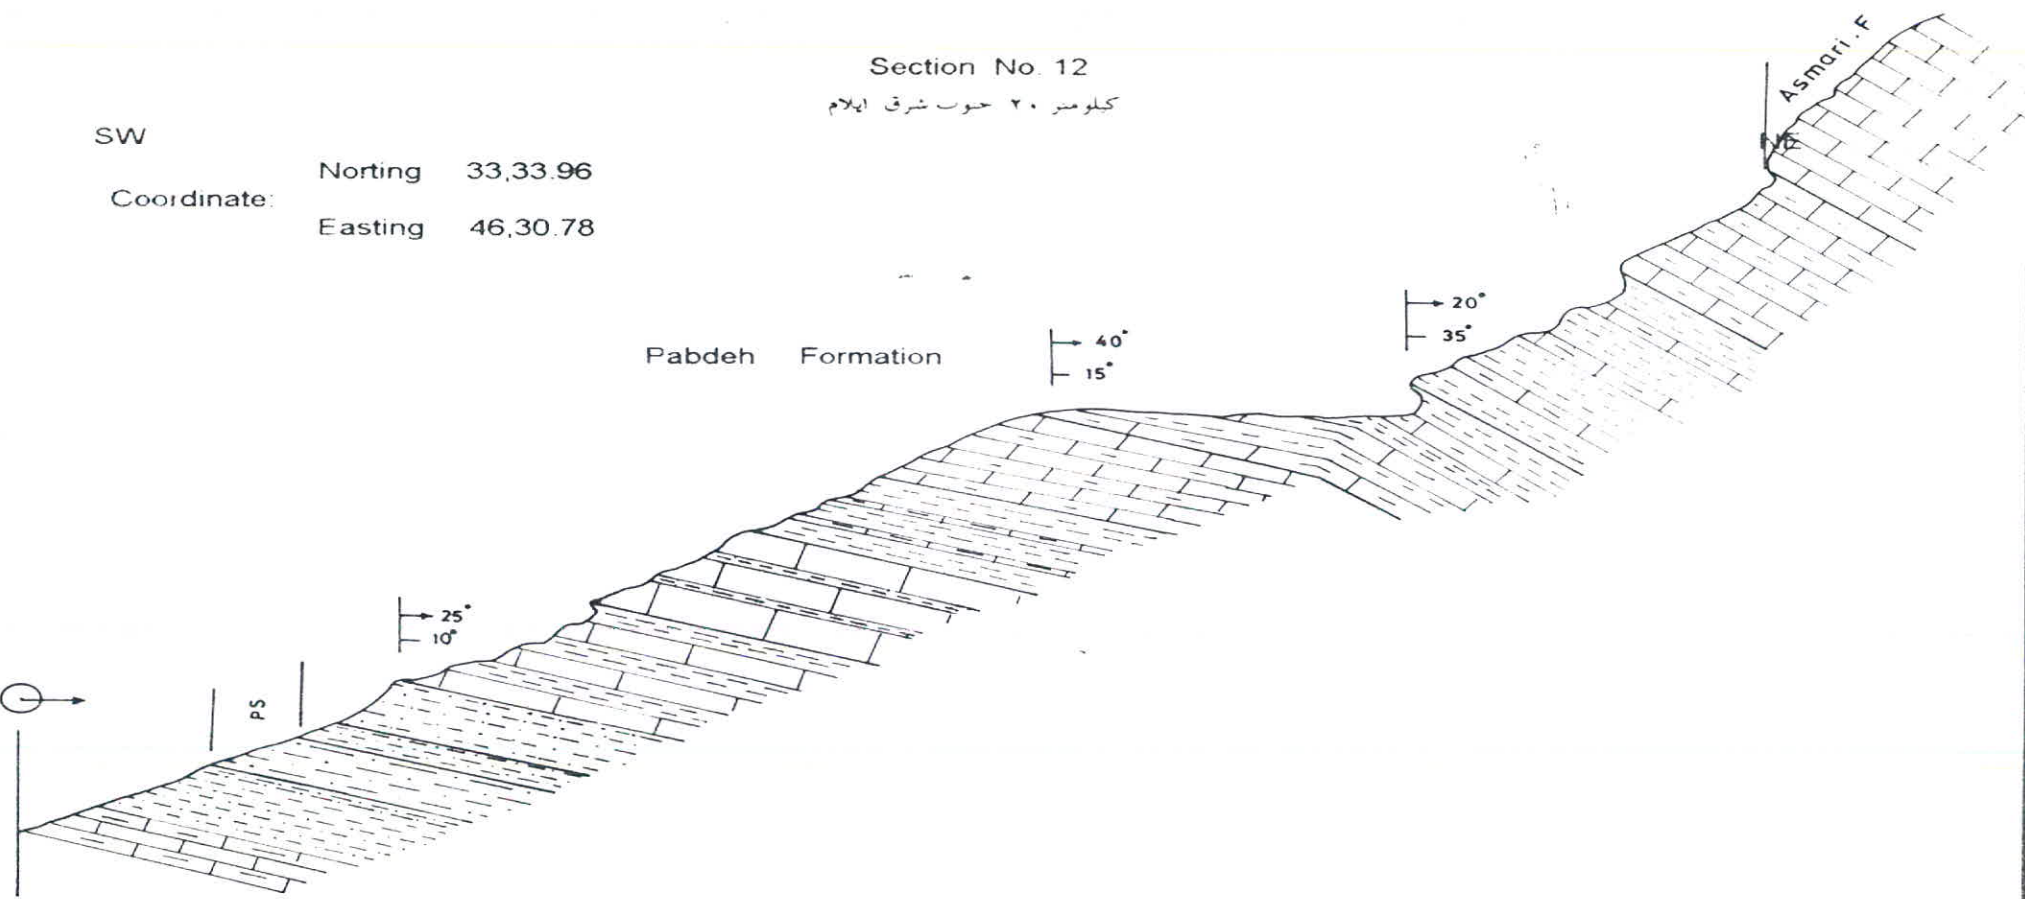 Section No. 12
کیلومتر ۲۰ جنوب شرق ایلام
SW
NE
Norting 33,33.96
Coordinate:
Easting 46,30.78
Asmari . F
Pabdeh Formation
20°
35°
40°
15°
25°
10°
PS